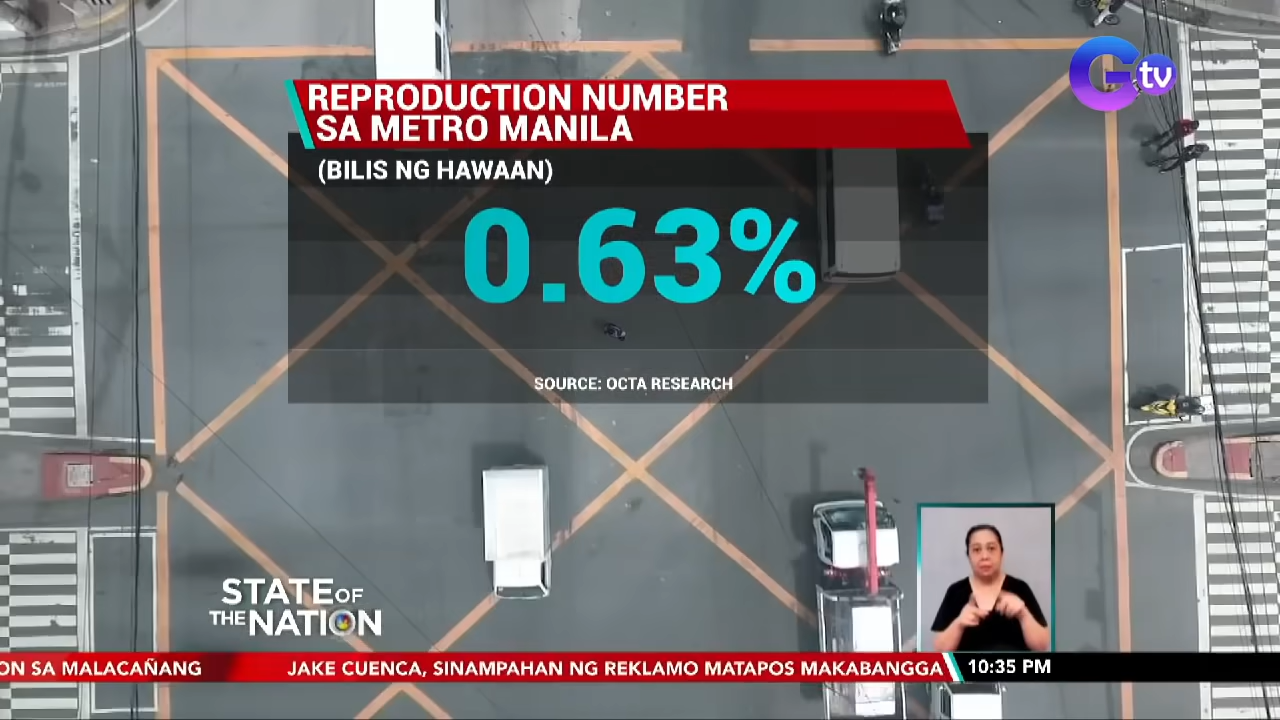 REPRODUCTION NUMBER
SA METRO MANILA
(BILIS NG HAWAAN)
0.63%
SOURCE: OCTA RESEARCH
G tv
STATE OF
THE NATION
ON SA MALACAÑANG
JAKE CUENCA, SINAMPAHAN NG REKLAMO MATAPOS MAKABANGGA
10:35 PM